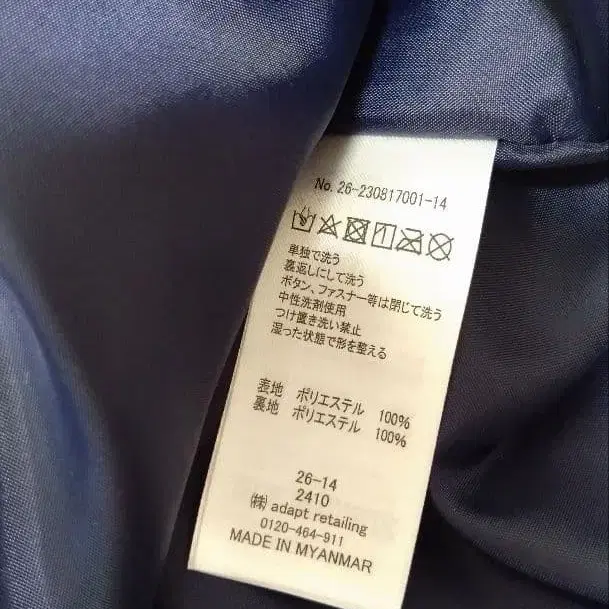 No. 26-230817001-14
単独で洗う
裏返しにして洗う
ボタン、ファスナー等は閉じて洗う
中性洗剤使用
つけ置き洗い禁止
湿った状態で形を整える
表地 ポリエステル 100%
裏地 ポリエステル 100%
26-14
2410
㈱ adapt retailing
0120-464-911
MADE IN MYANMAR